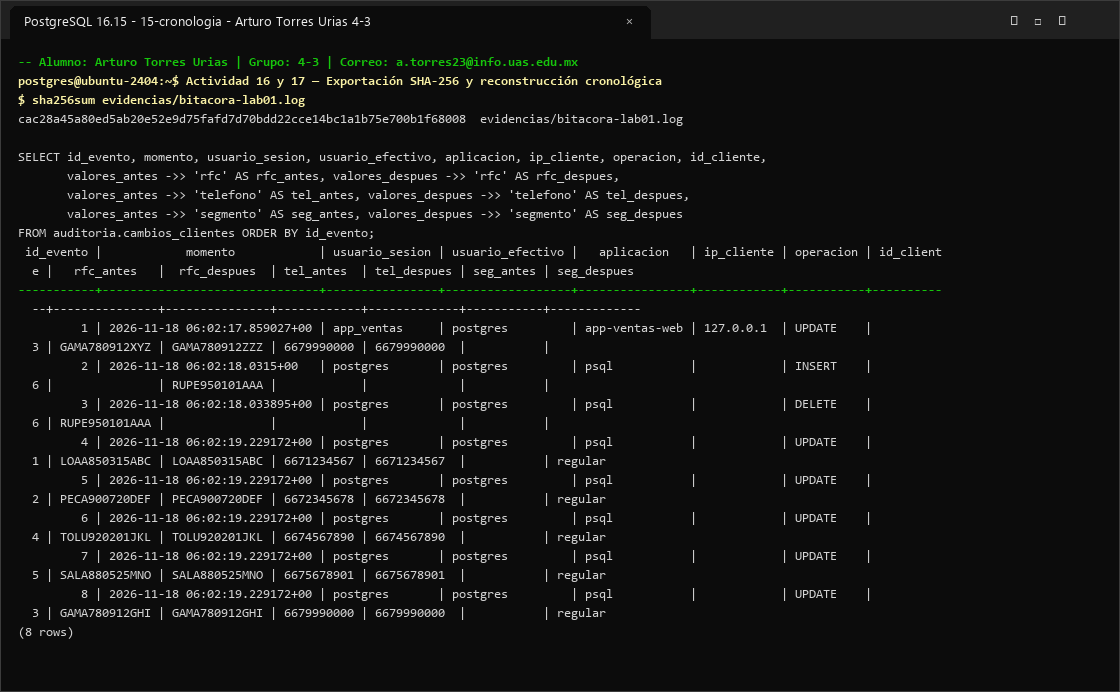 PostgreSQL 16.15 - 15-cronologia - Arturo Torres Urias 4-3
-- Alumno: Arturo Torres Urias | Grupo: 4-3 | Correo: a.torres23@info.uas.edu.mx
postgres@ubuntu-2404:~$ Actividad 16 y 17 — Exportación SHA-256 y reconstrucción cronológica
$ sha256sum evidencias/bitacora-lab01.log
cac28a45a80ed5ab20e52e9d75fafd7d70bdd22cce14bc1a1b75e700b1f68008  evidencias/bitacora-lab01.log
SELECT id_evento, momento, usuario_sesion, usuario_efectivo, aplicacion, ip_cliente, operacion, id_cliente,
       valores_antes ->> 'rfc' AS rfc_antes, valores_despues ->> 'rfc' AS rfc_despues,
       valores_antes ->> 'telefono' AS tel_antes, valores_despues ->> 'telefono' AS tel_despues,
       valores_antes ->> 'segmento' AS seg_antes, valores_despues ->> 'segmento' AS seg_despues
FROM auditoria.cambios_clientes ORDER BY id_evento;
 id_evento |            momento            | usuario_sesion | usuario_efectivo |   aplicacion   | ip_cliente | operacion | id_client
  e |   rfc_antes   |  rfc_despues  | tel_antes  | tel_despues | seg_antes | seg_despues
-----------+-------------------------------+----------------+------------------+----------------+------------+-----------+----------
  --+---------------+---------------+------------+-------------+-----------+-------------
         1 | 2026-11-18 06:02:17.859027+00 | app_ventas     | postgres         | app-ventas-web | 127.0.0.1  | UPDATE    |
  3 | GAMA780912XYZ | GAMA780912ZZZ | 6679990000 | 6679990000  |           |
         2 | 2026-11-18 06:02:18.0315+00   | postgres       | postgres         | psql           |            | INSERT    |
  6 |               | RUPE950101AAA |            |             |           |
         3 | 2026-11-18 06:02:18.033895+00 | postgres       | postgres         | psql           |            | DELETE    |
  6 | RUPE950101AAA |               |            |             |           |
         4 | 2026-11-18 06:02:19.229172+00 | postgres       | postgres         | psql           |            | UPDATE    |
  1 | LOAA850315ABC | LOAA850315ABC | 6671234567 | 6671234567  |           | regular
         5 | 2026-11-18 06:02:19.229172+00 | postgres       | postgres         | psql           |            | UPDATE    |
  2 | PECA900720DEF | PECA900720DEF | 6672345678 | 6672345678  |           | regular
         6 | 2026-11-18 06:02:19.229172+00 | postgres       | postgres         | psql           |            | UPDATE    |
  4 | TOLU920201JKL | TOLU920201JKL | 6674567890 | 6674567890  |           | regular
         7 | 2026-11-18 06:02:19.229172+00 | postgres       | postgres         | psql           |            | UPDATE    |
  5 | SALA880525MNO | SALA880525MNO | 6675678901 | 6675678901  |           | regular
         8 | 2026-11-18 06:02:19.229172+00 | postgres       | postgres         | psql           |            | UPDATE    |
  3 | GAMA780912GHI | GAMA780912GHI | 6679990000 | 6679990000  |           | regular
(8 rows)